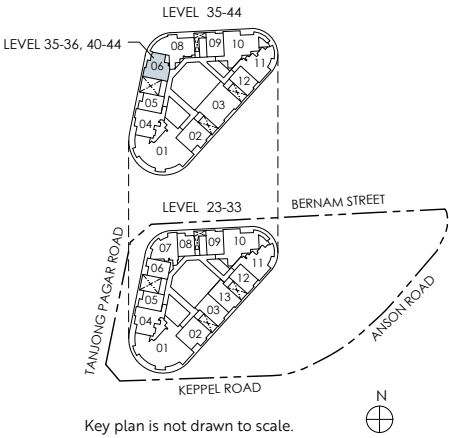 LEVEL 35-44
LEVEL 35-36, 40-44
08 09 10
06 11
12
05 03
04 02
01
LEVEL 23-33
BERNAM STREET
TANJONG PAGAR ROAD
07 08 09 10
06 11
12
05 13
03
04 02
01
ANSON ROAD
KEPPEL ROAD
N
Key plan is not drawn to scale.